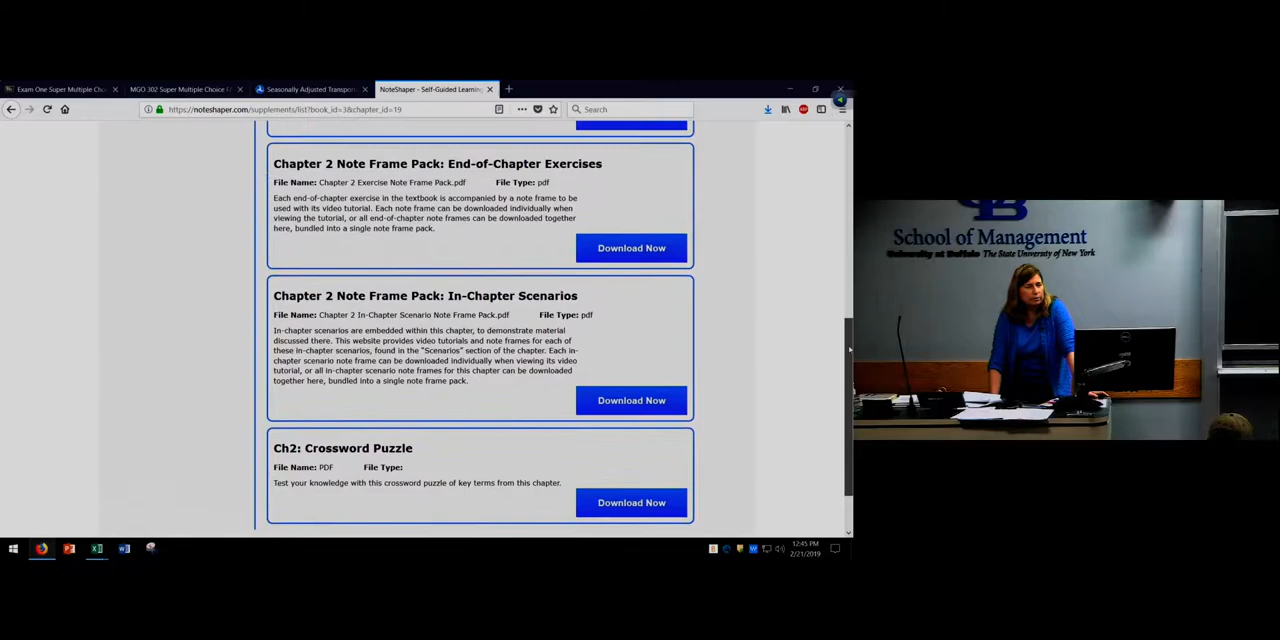 Exam One Super Multiple Choi
MGO 302 Super Multiple Choice F
Seasonally Adjusted Transpor
NoteShaper - Self-Guided Learnin
https://noteshaper.com/supplements/list?book_id=3&chapter_id=19
Search
Chapter 2 Note Frame Pack: End-of-Chapter Exercises
File Name: Chapter 2 Exercise Note Frame Pack.pdf File Type: pdf
Each end-of-chapter exercise in the textbook is accompanied by a note frame to be
used with its video tutorial. Each note frame can be downloaded individually when
viewing the tutorial, or all end-of-chapter note frames can be downloaded together
here, bundled into a single note frame pack.
Download Now
Chapter 2 Note Frame Pack: In-Chapter Scenarios
File Name: Chapter 2 In-Chapter Scenario Note Frame Pack.pdf File Type: pdf
In-chapter scenarios are embedded within this chapter, to demonstrate material
discussed there. This website provides video tutorials and note frames for each of
these in-chapter scenarios, found in the "Scenarios" section of the chapter. Each in-
chapter scenario note frame can be downloaded individually when viewing its video
tutorial, or all in-chapter scenario note frames for this chapter can be downloaded
together here, bundled into a single note frame pack.
Download Now
Ch2: Crossword Puzzle
File Name: PDF File Type:
Test your knowledge with this crossword puzzle of key terms from this chapter.
Download Now
12:45 PM
2/21/2019
School of Management
University at Buffalo The State University of New York